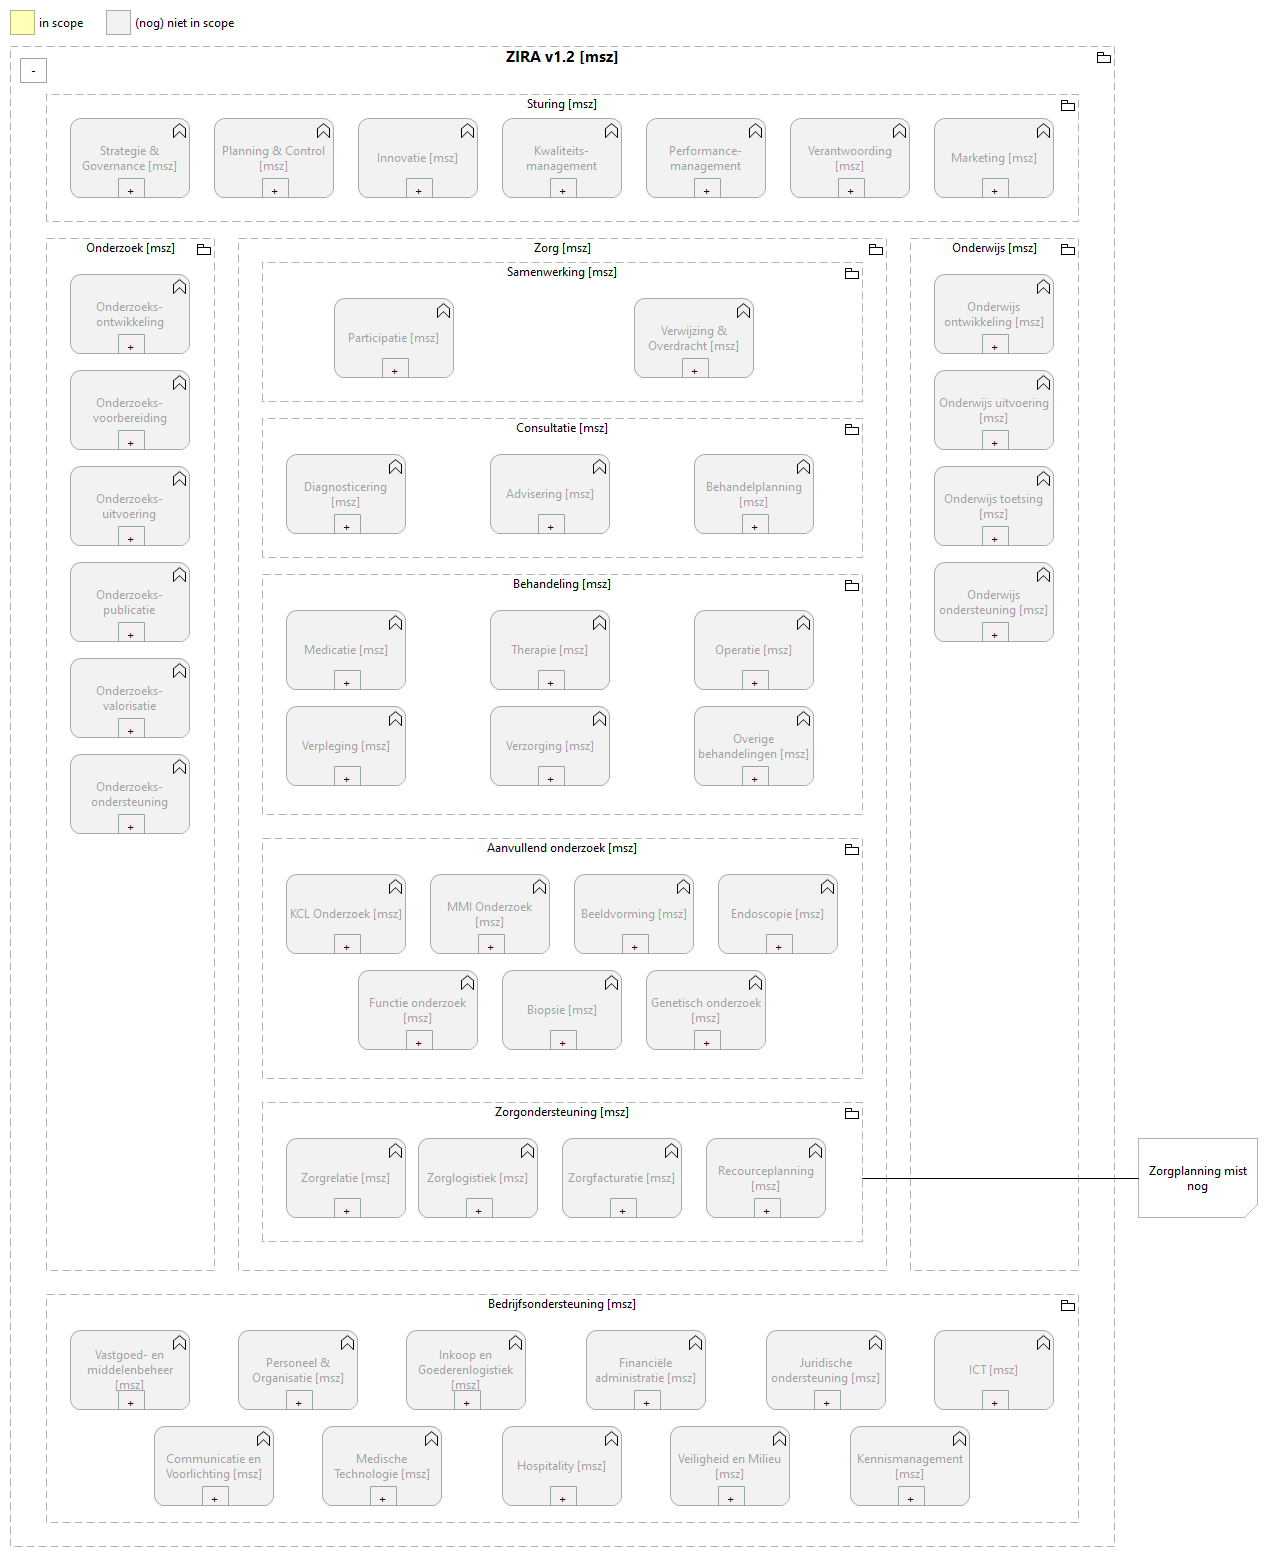 in scope
(nog) niet in scope
ZIRA v1.2 [msz]
-
Sturing [msz]
Strategie &
Governance [msz]
+
Planning & Control
[msz]
+
Innovatie [msz]
+
Kwaliteits-
management
+
Performance-
management
+
Verantwoording
[msz]
+
Marketing [msz]
+
Onderzoek [msz]
Onderzoeks-
ontwikkeling
+
Onderzoeks-
voorbereiding
+
Onderzoeks-
uitvoering
+
Onderzoeks-
publicatie
+
Onderzoeks-
valorisatie
+
Onderzoeks-
ondersteuning
+
Zorg [msz]
Samenwerking [msz]
Participatie [msz]
+
Verwijzing &
Overdracht [msz]
+
Consultatie [msz]
Diagnosticering
[msz]
+
Advisering [msz]
+
Behandelplanning
[msz]
+
Behandeling [msz]
Medicatie [msz]
+
Therapie [msz]
+
Operatie [msz]
+
Verpleging [msz]
+
Verzorging [msz]
+
Overige
behandelingen [msz]
+
Aanvullend onderzoek [msz]
KCL Onderzoek [msz]
+
MMI Onderzoek
[msz]
+
Beeldvorming [msz]
+
Endoscopie [msz]
+
Functie onderzoek
[msz]
+
Biopsie [msz]
+
Genetisch onderzoek
[msz]
+
Zorgondersteuning [msz]
Zorgrelatie [msz]
+
Zorglogistiek [msz]
+
Zorgfacturatie [msz]
+
Recourceplanning
[msz]
+
Onderwijs [msz]
Onderwijs
ontwikkeling [msz]
+
Onderwijs uitvoering
[msz]
+
Onderwijs toetsing
[msz]
+
Onderwijs
ondersteuning [msz]
+
Zorgplanning mist
nog
Bedrijfsondersteuning [msz]
Vastgoed- en
middelenbeheer
[msz]
+
Personeel &
Organisatie [msz]
+
Inkoop en
Goederenlogistiek
[msz]
+
Financiële
administratie [msz]
+
Juridische
ondersteuning [msz]
+
ICT [msz]
+
Communicatie en
Voorlichting [msz]
+
Medische
Technologie [msz]
+
Hospitality [msz]
+
Veiligheid en Milieu
[msz]
+
Kennismanagement
[msz]
+